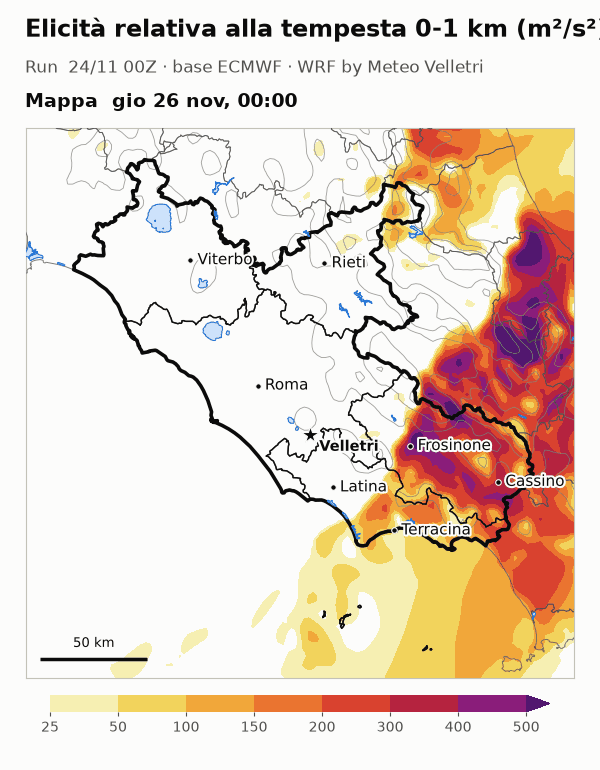 Elicità relativa alla tempesta 0-1 km (m²/s²)
Run 24/11 00Z · base ECMWF · WRF by Meteo Velletri
Mappa gio 26 nov, 00:00
Viterbo
Rieti
Roma
Velletri
Frosinone
Cassino
Latina
Terracina
50 km
25 50 100 150 200 300 400 500